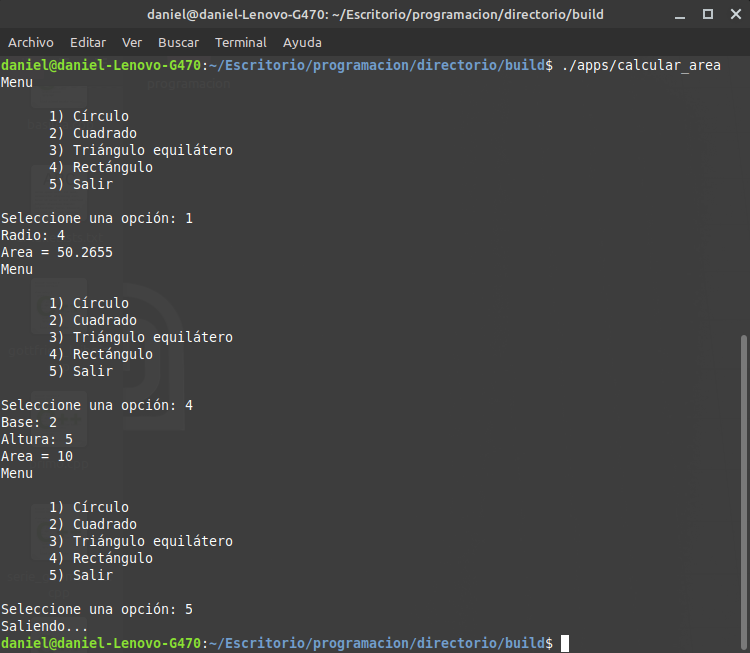 daniel@daniel-Lenovo-G470: ~/Escritorio/programacion/directorio/build
Archivo Editar Ver Buscar Terminal Ayuda
daniel@daniel-Lenovo-G470:~/Escritorio/programacion/directorio/build$ ./apps/calcular_area
Menu
1) Círculo
2) Cuadrado
3) Triángulo equilátero
4) Rectángulo
5) Salir
Seleccione una opción: 1
Radio: 4
Area = 50.2655
Menu
1) Círculo
2) Cuadrado
3) Triángulo equilátero
4) Rectángulo
5) Salir
Seleccione una opción: 4
Base: 2
Altura: 5
Area = 10
Menu
1) Círculo
2) Cuadrado
3) Triángulo equilátero
4) Rectángulo
5) Salir
Seleccione una opción: 5
Saliendo...
daniel@daniel-Lenovo-G470:~/Escritorio/programacion/directorio/build$